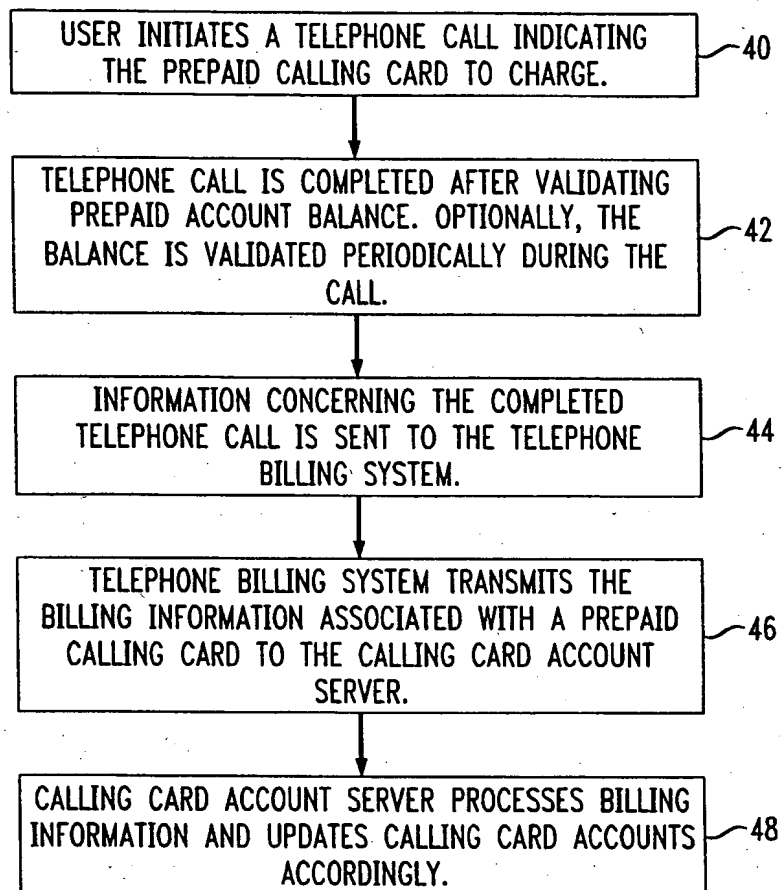 USER INITIATES A TELEPHONE CALL INDICATING
THE PREPAID CALLING CARD TO CHARGE.
40
TELEPHONE CALL IS COMPLETED AFTER VALIDATING
PREPAID ACCOUNT BALANCE. OPTIONALLY, THE
BALANCE IS VALIDATED PERIODICALLY DURING THE
CALL.
42
INFORMATION CONCERNING THE COMPLETED
TELEPHONE CALL IS SENT TO THE TELEPHONE
BILLING SYSTEM.
44
TELEPHONE BILLING SYSTEM TRANSMITS THE
BILLING INFORMATION ASSOCIATED WITH A PREPAID
CALLING CARD TO THE CALLING CARD ACCOUNT
SERVER.
46
CALLING CARD ACCOUNT SERVER PROCESSES BILLING
INFORMATION AND UPDATES CALLING CARD ACCOUNTS
ACCORDINGLY.
48